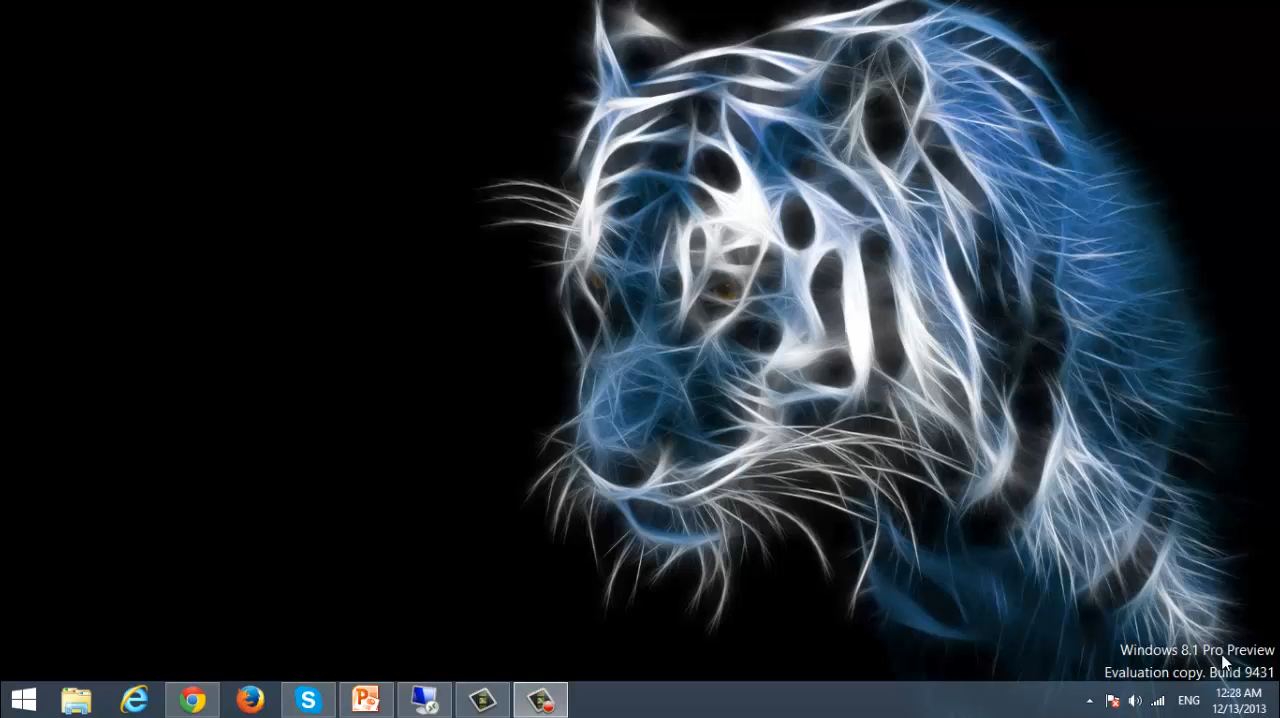 Windows 8.1 Pro Preview
Evaluation copy. Build 9431
ENG
12:28 AM
12/13/2013